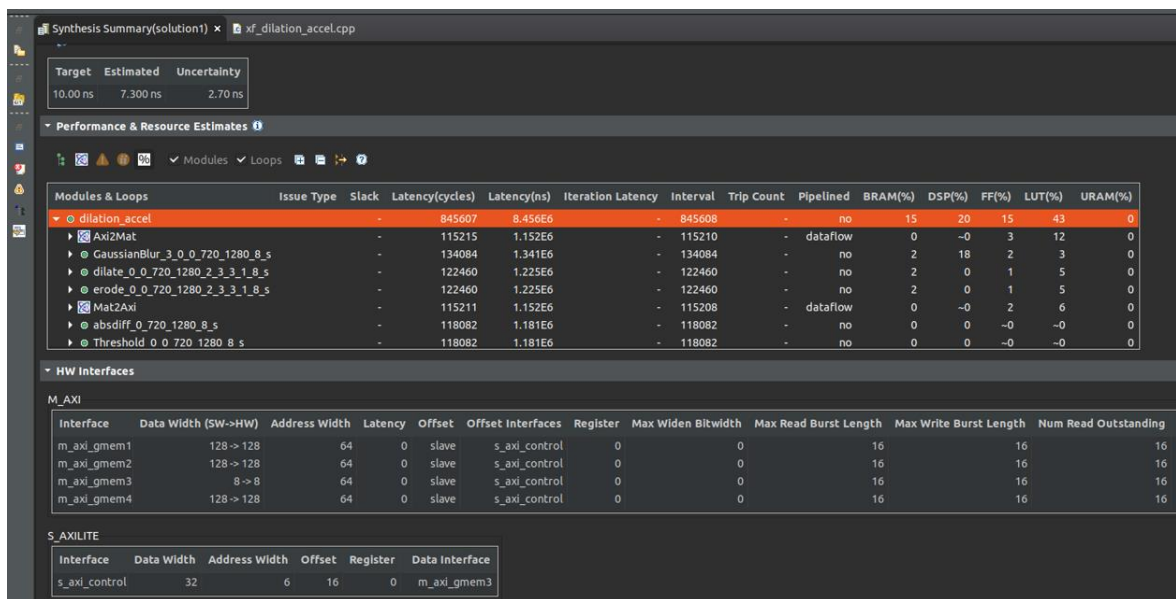 Synthesis Summary(solution1) × xf_dilation_accel.cpp
Target Estimated Uncertainty
10.00 ns 7.300 ns 2.70 ns
Performance & Resource Estimates
% Modules Loops
Modules & Loops Issue Type Slack Latency(cycles) Latency(ns) Iteration Latency Interval Trip Count Pipelined BRAM(%) DSP(%) FF(%) LUT(%) URAM(%)
dilation_accel - 845607 8.456E6 - 845608 - no 15 20 15 43 0
Axi2Mat - 115215 1.152E6 - 115210 - dataflow 0 ~0 3 12 0
GaussianBlur_3_0_0_720_1280_8_s - 134084 1.341E6 - 134084 - no 2 18 2 3 0
dilate_0_0_720_1280_2_3_3_1_8_s - 122460 1.225E6 - 122460 - no 2 0 1 5 0
erode_0_0_720_1280_2_3_3_1_8_s - 122460 1.225E6 - 122460 - no 2 0 1 5 0
Mat2Axi - 115211 1.152E6 - 115208 - dataflow 0 ~0 2 6 0
absdiff_0_720_1280_8_s - 118082 1.181E6 - 118082 - no 0 0 ~0 ~0 0
Threshold_0_0_720_1280_8_s - 118082 1.181E6 - 118082 - no 0 0 ~0 ~0 0
HW Interfaces
M_AXI
Interface Data Width (SW->HW) Address Width Latency Offset Offset Interfaces Register Max Widen Bitwidth Max Read Burst Length Max Write Burst Length Num Read Outstanding
m_axi_gmem1 128 -> 128 64 0 slave s_axi_control 0 0 16 16 16
m_axi_gmem2 128 -> 128 64 0 slave s_axi_control 0 0 16 16 16
m_axi_gmem3 8 -> 8 64 0 slave s_axi_control 0 0 16 16 16
m_axi_gmem4 128 -> 128 64 0 slave s_axi_control 0 0 16 16 16
S_AXILITE
Interface Data Width Address Width Offset Register Data Interface
s_axi_control 32 6 16 0 m_axi_gmem3